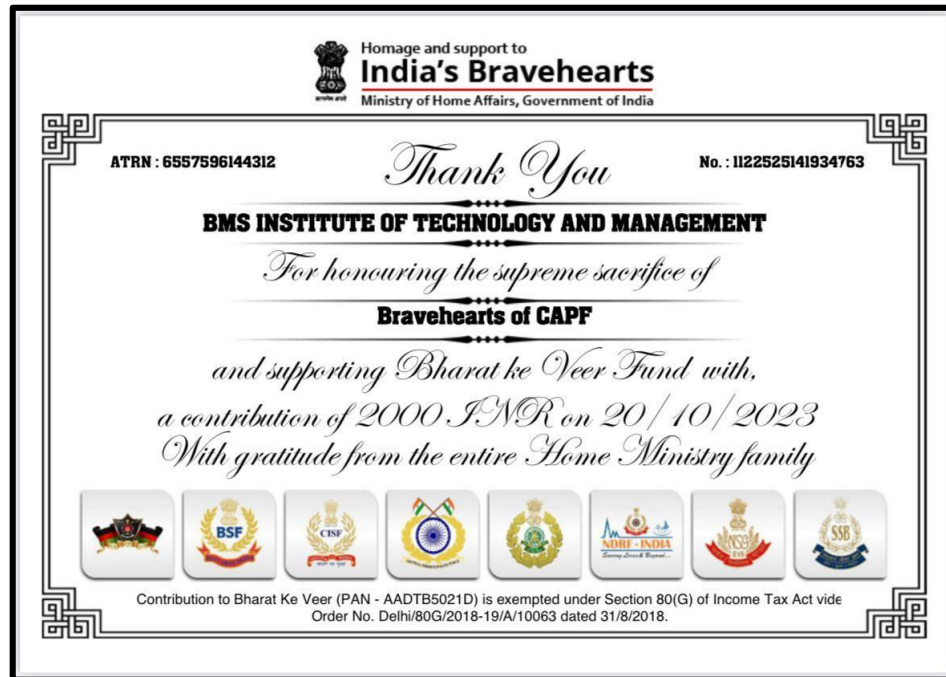 Homage and support to
India's Bravehearts
Ministry of Home Affairs, Government of India
ATRN : 6557596144312
Thank You
No. : 1122525141934763
BMS INSTITUTE OF TECHNOLOGY AND MANAGEMENT
For honouring the supreme sacrifice of
Bravehearts of CAPF
and supporting Bharat ke Veer Fund with,
a contribution of 2000 INR on 20/10/2023
With gratitude from the entire Home Ministry family
BSF
CISF
NDRF - INDIA
Saving Lives & Beyond...
NSG
SSB
Contribution to Bharat Ke Veer (PAN - AADTB5021D) is exempted under Section 80(G) of Income Tax Act vide
Order No. Delhi/80G/2018-19/A/10063 dated 31/8/2018.